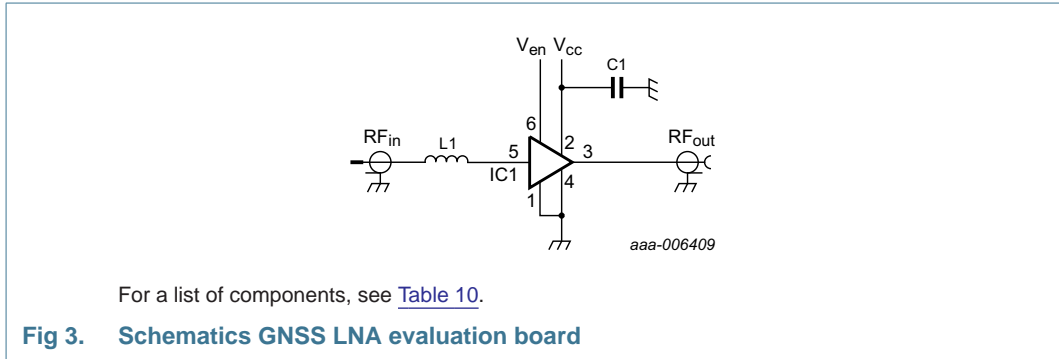 Ven Vcc
C1
6
RFin L1 5 2 3 RFout
IC1 4
1
aaa-006409
For a list of components, see Table 10.
Fig 3. Schematics GNSS LNA evaluation board